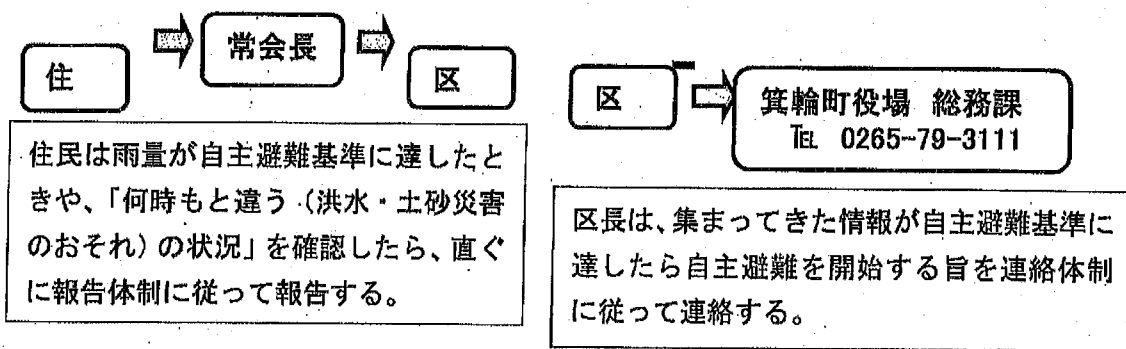 住
常会長
区
住民は雨量が自主避難基準に達したと
きや、「何時もと違う（洪水・土砂災害
のおそれ）の状況」を確認したら、直ぐ
に報告体制に従って報告する。
区
箕輪町役場 総務課
℡ 0265-79-3111
区長は、集まってきた情報が自主避難基準に
達したら自主避難を開始する旨を連絡体制
に従って連絡する。